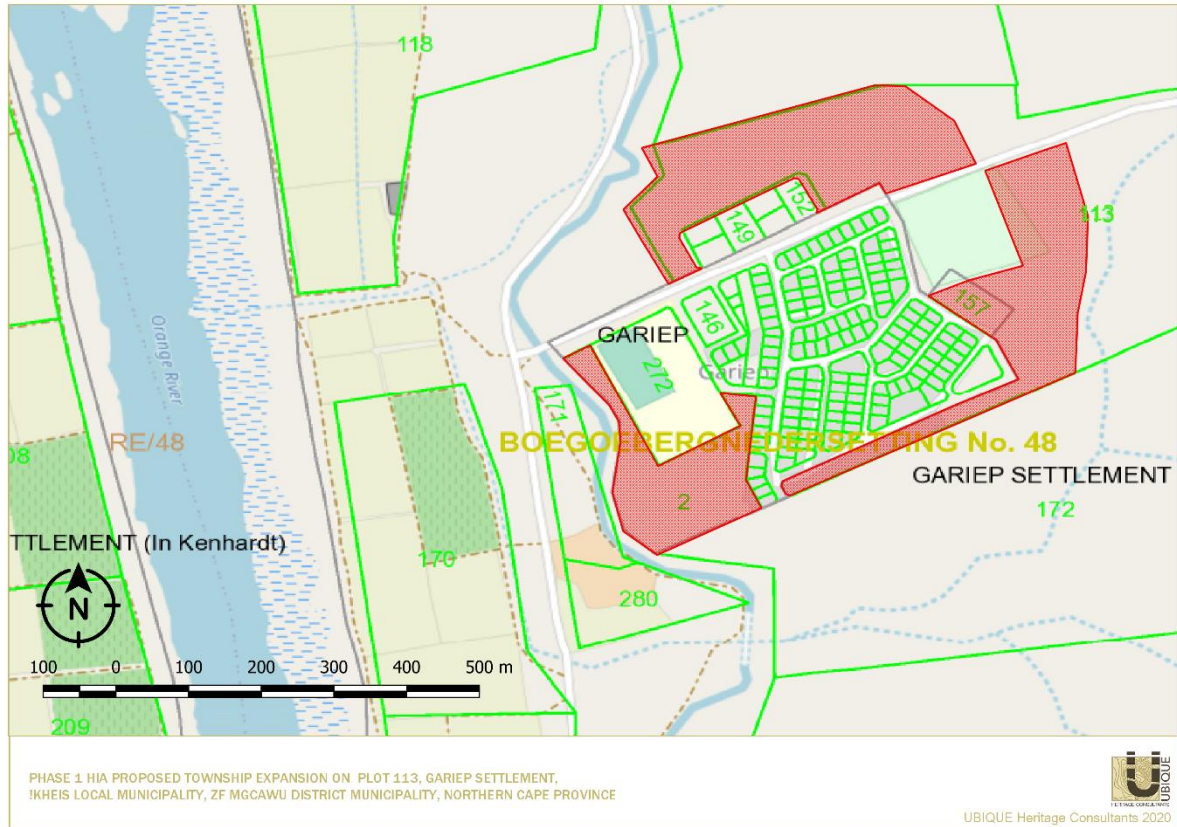 118
152
149
113
157
146
GARIEP
272
Gariep
Orange River
171
RE/48
BOEGOEBERGNEDERSETTING No. 48
08
GARIEP SETTLEMENT
2
172
TTLEMENT (In Kenhardt)
170
280
N
100 0 100 200 300 400 500 m
209
PHASE 1 HIA PROPOSED TOWNSHIP EXPANSION ON PLOT 113, GARIEP SETTLEMENT,
!KHEIS LOCAL MUNICIPALITY, ZF MGCAWU DISTRICT MUNICIPALITY, NORTHERN CAPE PROVINCE
UBIQUE
HERITAGE CONSULTANTS
UBIQUE Heritage Consultants 2020